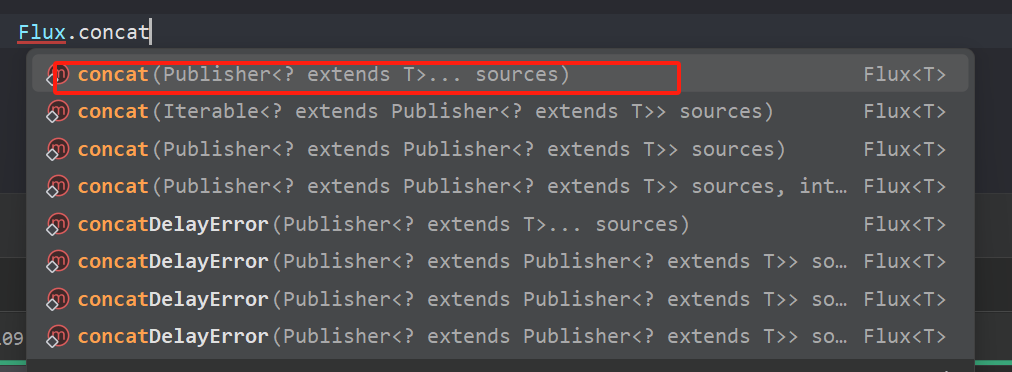 Flux.concat
concat(Publisher<? extends T>... sources) Flux<T>
concat(Iterable<? extends Publisher<? extends T>> sources) Flux<T>
concat(Publisher<? extends Publisher<? extends T>> sources) Flux<T>
concat(Publisher<? extends Publisher<? extends T>> sources, int… Flux<T>
concatDelayError(Publisher<? extends T>... sources) Flux<T>
concatDelayError(Publisher<? extends Publisher<? extends T>> so… Flux<T>
concatDelayError(Publisher<? extends Publisher<? extends T>> so… Flux<T>
concatDelayError(Publisher<? extends Publisher<? extends T>> so… Flux<T>
09